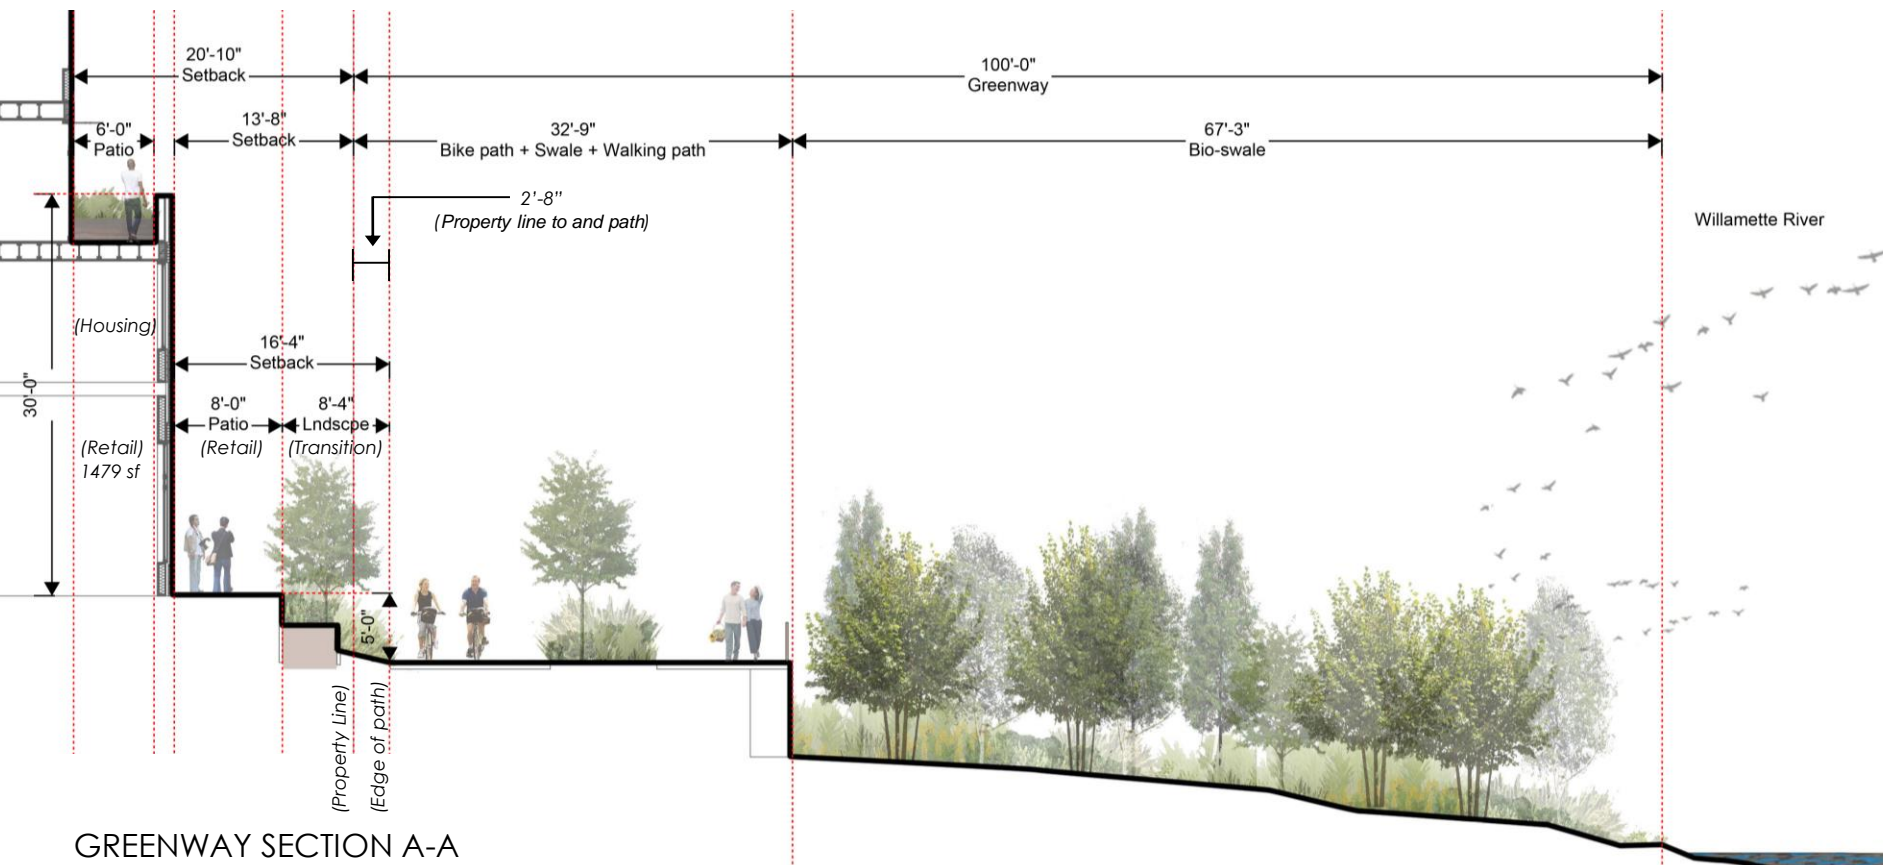 20'-10"
Setback
100'-0"
Greenway
6'-0"
Patio
13'-8"
Setback
32'-9"
Bike path + Swale + Walking path
67'-3"
Bio-swale
2'-8"
(Property line to and path)
Willamette River
(Housing)
16'-4"
Setback
30'-0"
8'-0"
Patio
(Retail)
8'-4"
Lndscpe
(Transition)
(Retail)
1479 sf
5'-0"
(Property Line)
(Edge of path)
GREENWAY SECTION A-A